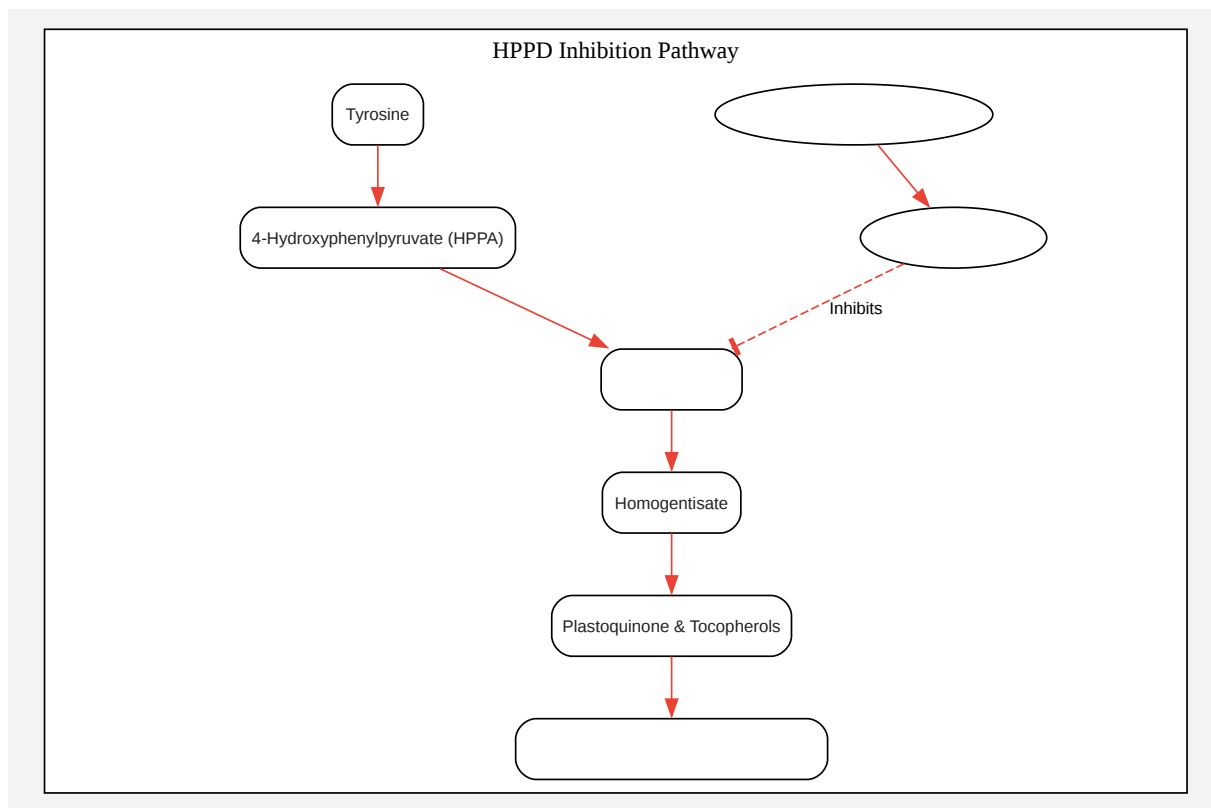 HPPD Inhibition Pathway
Tyrosine
4-Hydroxyphenylpyruvate (HPPA)
Inhibits
Homogentisate
Plastoquinone & Tocopherols